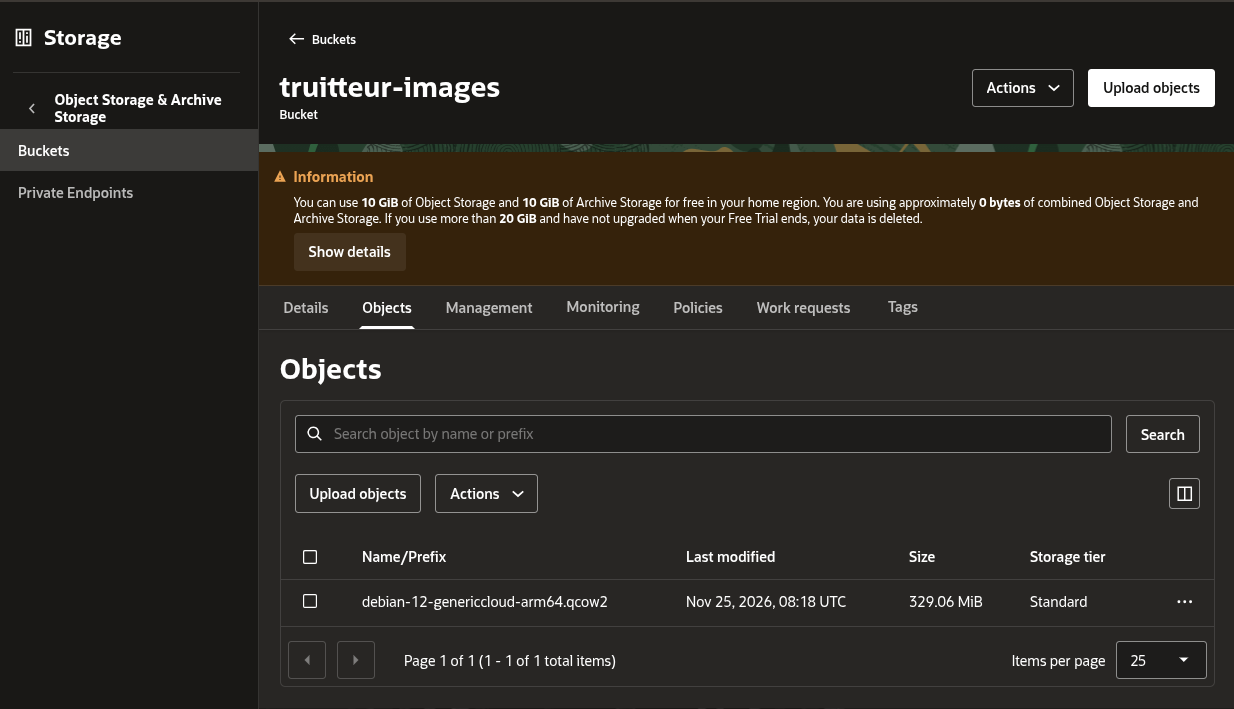 Storage
Object Storage & Archive
Storage
Buckets
Private Endpoints
Buckets
truitteur-images
Bucket
Actions
Upload objects
Information
You can use 10 GiB of Object Storage and 10 GiB of Archive Storage for free in your home region. You are using approximately 0 bytes of combined Object Storage and
Archive Storage. If you use more than 20 GiB and have not upgraded when your Free Trial ends, your data is deleted.
Show details
Details Objects Management Monitoring Policies Work requests Tags
Objects
Search object by name or prefix
Search
Upload objects
Actions
Name/Prefix Last modified Size Storage tier
debian-12-genericcloud-arm64.qcow2 Nov 25, 2026, 08:18 UTC 329.06 MiB Standard
Page 1 of 1 (1 - 1 of 1 total items) Items per page 25